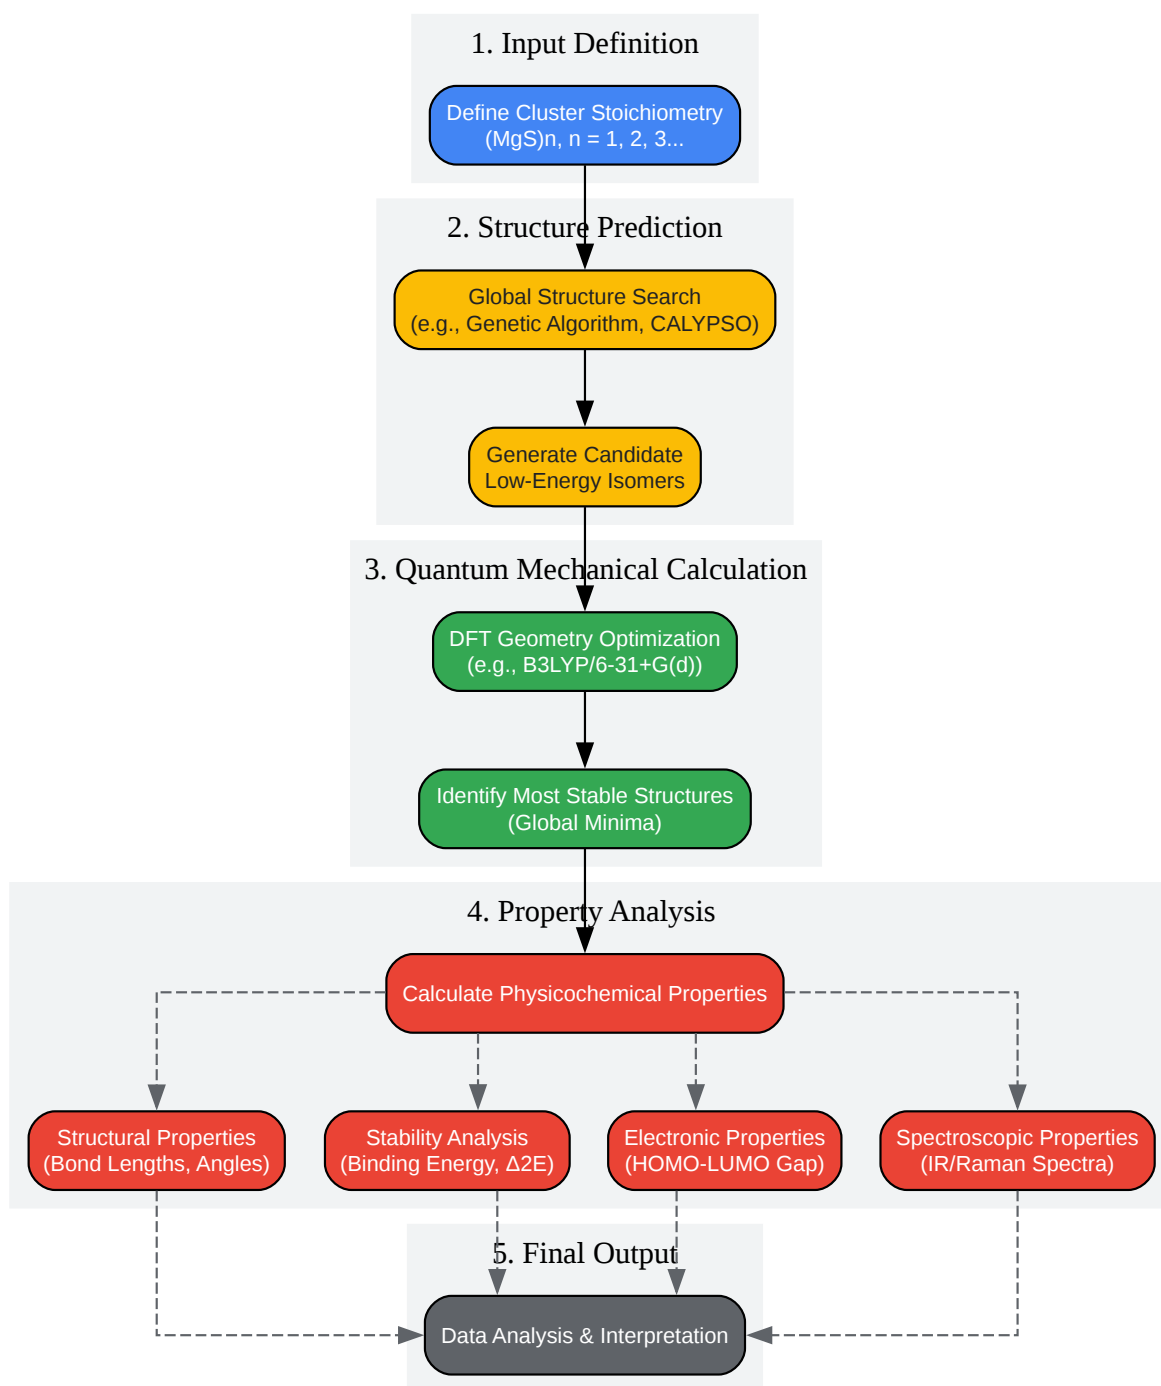 1. Input Definition
Define Cluster Stoichiometry
(MgS)n, n = 1, 2, 3...
2. Structure Prediction
Global Structure Search
(e.g., Genetic Algorithm, CALYPSO)
Generate Candidate
Low-Energy Isomers
3. Quantum Mechanical Calculation
DFT Geometry Optimization
(e.g., B3LYP/6-31+G(d))
Identify Most Stable Structures
(Global Minima)
4. Property Analysis
Calculate Physicochemical Properties
Structural Properties
(Bond Lengths, Angles)
Stability Analysis
(Binding Energy, Δ2E)
Electronic Properties
(HOMO-LUMO Gap)
Spectroscopic Properties
(IR/Raman Spectra)
5. Final Output
Data Analysis & Interpretation